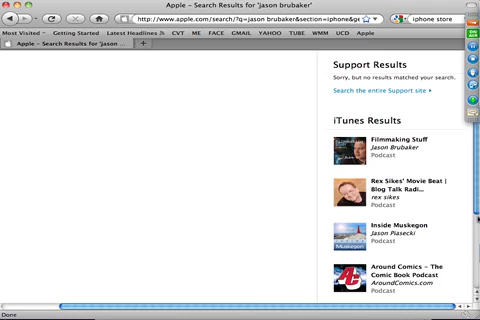 Apple - Search Results for 'jason brubaker'
http://www.apple.com/search/?q=jason brubaker&section=iphone&ge
iphone store
Most Visited
Getting Started
Latest Headlines
CVT
ME
FACE
GMAIL
YAHOO
TUBE
WMM
UCD
Apple
Apple - Search Results for 'jason ...
Support Results
Sorry, but no results matched your search.
Search the entire Support site
iTunes Results
Filmmaking Stuff
Jason Brubaker
Podcast
Rex Sikes' Movie Beat |
Blog Talk Radi...
rex sikes
Podcast
Inside Muskegon
Jason Piasecki
Podcast
Muskegon
Around Comics - The
Comic Book Podcast
AroundComics.com
Podcast
Done